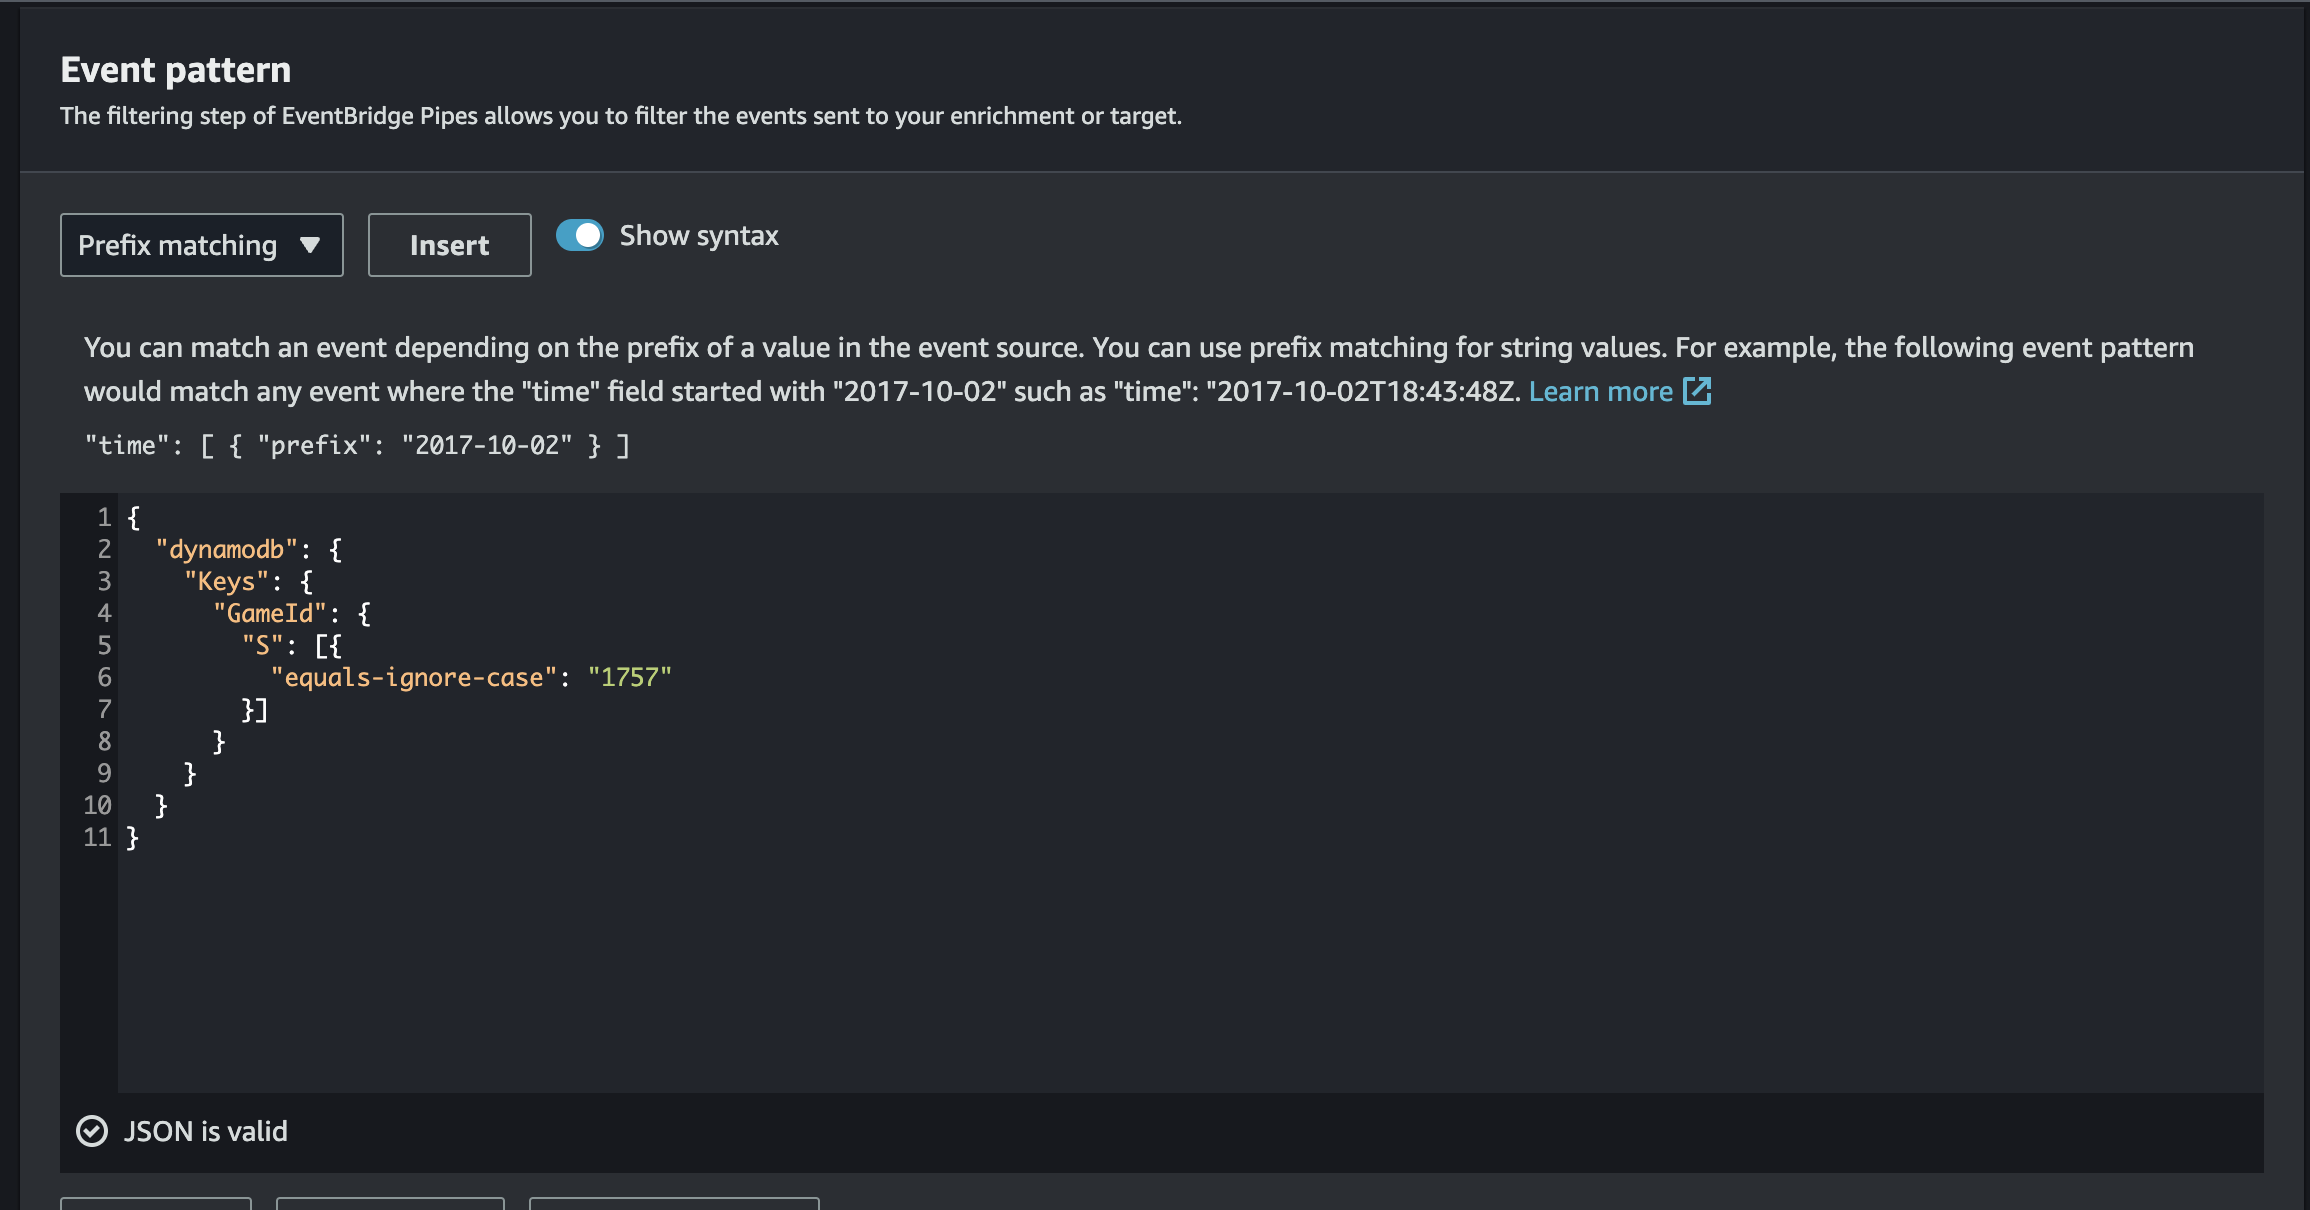 Event pattern
The filtering step of EventBridge Pipes allows you to filter the events sent to your enrichment or target.
Prefix matching ▼ Insert Show syntax
You can match an event depending on the prefix of a value in the event source. You can use prefix matching for string values. For example, the following event pattern
would match any event where the "time" field started with "2017-10-02" such as "time": "2017-10-02T18:43:48Z. Learn more
"time": [ { "prefix": "2017-10-02" } ]
1 {
2   "dynamodb": {
3     "Keys": {
4       "GameId": {
5         "S": [{
6           "equals-ignore-case": "1757"
7         }]
8       }
9     }
10   }
11 }
JSON is valid